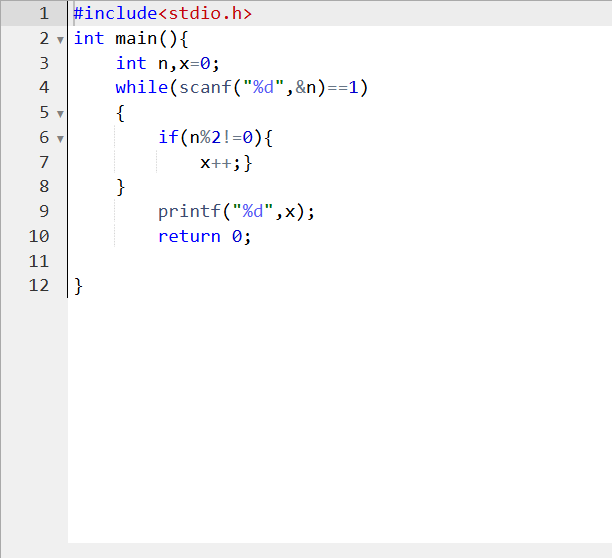 1 #include<stdio.h>
2 int main(){
3     int n,x=0;
4     while(scanf("%d",&n)==1)
5     {
6         if(n%2!=0){
7             x++;}
8     }
9         printf("%d",x);
10         return 0;
11
12 }